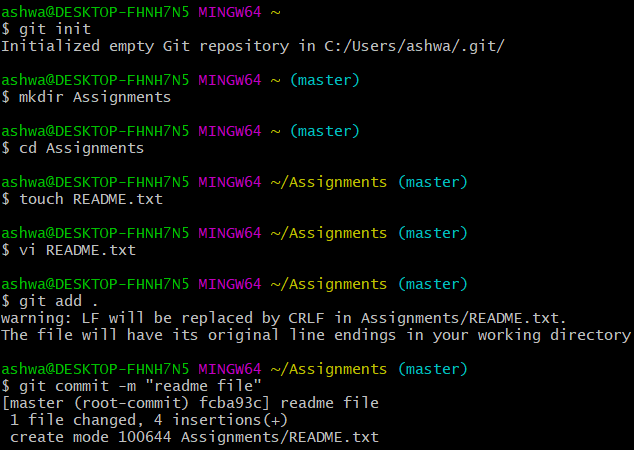 ashwa@DESKTOP-FHNH7N5 MINGW64 ~
$ git init
Initialized empty Git repository in C:/Users/ashwa/.git/
ashwa@DESKTOP-FHNH7N5 MINGW64 ~ (master)
$ mkdir Assignments
ashwa@DESKTOP-FHNH7N5 MINGW64 ~ (master)
$ cd Assignments
ashwa@DESKTOP-FHNH7N5 MINGW64 ~/Assignments (master)
$ touch README.txt
ashwa@DESKTOP-FHNH7N5 MINGW64 ~/Assignments (master)
$ vi README.txt
ashwa@DESKTOP-FHNH7N5 MINGW64 ~/Assignments (master)
$ git add .
warning: LF will be replaced by CRLF in Assignments/README.txt.
The file will have its original line endings in your working directory
ashwa@DESKTOP-FHNH7N5 MINGW64 ~/Assignments (master)
$ git commit -m "readme file"
[master (root-commit) fcba93c] readme file
 1 file changed, 4 insertions(+)
 create mode 100644 Assignments/README.txt